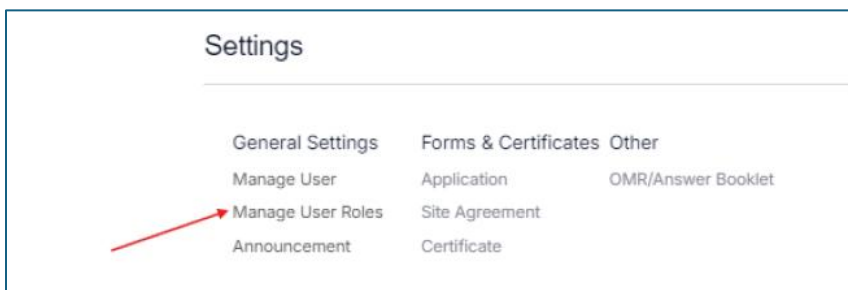 Settings
General Settings Forms & Certificates Other
Manage User Application OMR/Answer Booklet
Manage User Roles Site Agreement
Announcement Certificate